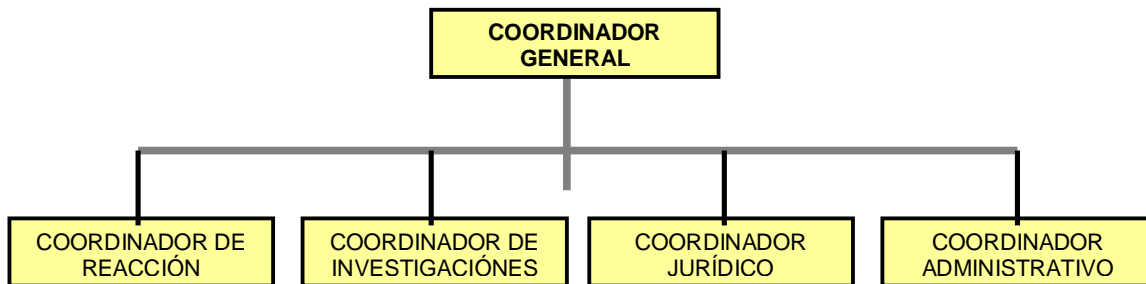 COORDINADOR
GENERAL
COORDINADOR DE
REACCIÓN
COORDINADOR DE
INVESTIGACIÓNES
COORDINADOR
JURÍDICO
COORDINADOR
ADMINISTRATIVO